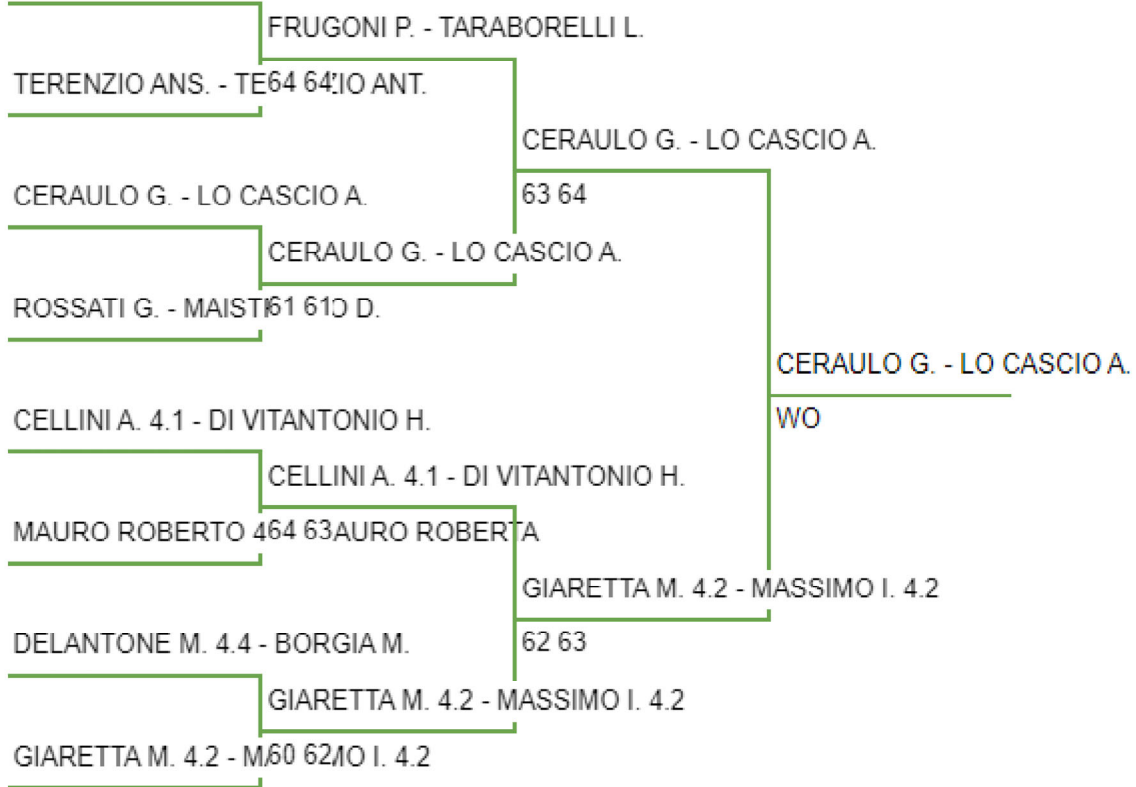 FRUGONI P. - TARABORELLI L.
TERENZIO ANS. - TE
64 64
IO ANT.
CERAULO G. - LO CASCIO A.
CERAULO G. - LO CASCIO A.
63 64
CERAULO G. - LO CASCIO A.
ROSSATI G. -
61 61
D.
CERAULO G. - LO CASCIO A.
CELLINI A. 4.1 - DI VITANTONIO H.
WO
CELLINI A. 4.1 - DI VITANTONIO H.
MAURO ROBERTO
64 63
AURO ROBERTA
GIARETTA M. 4.2 - MASSIMO I. 4.2
DELANTONE M. 4.4 - BORGIA M.
62 63
GIARETTA M. 4.2 - MASSIMO I. 4.2
GIARETTA M. 4.2 -
60 62
I. 4.2